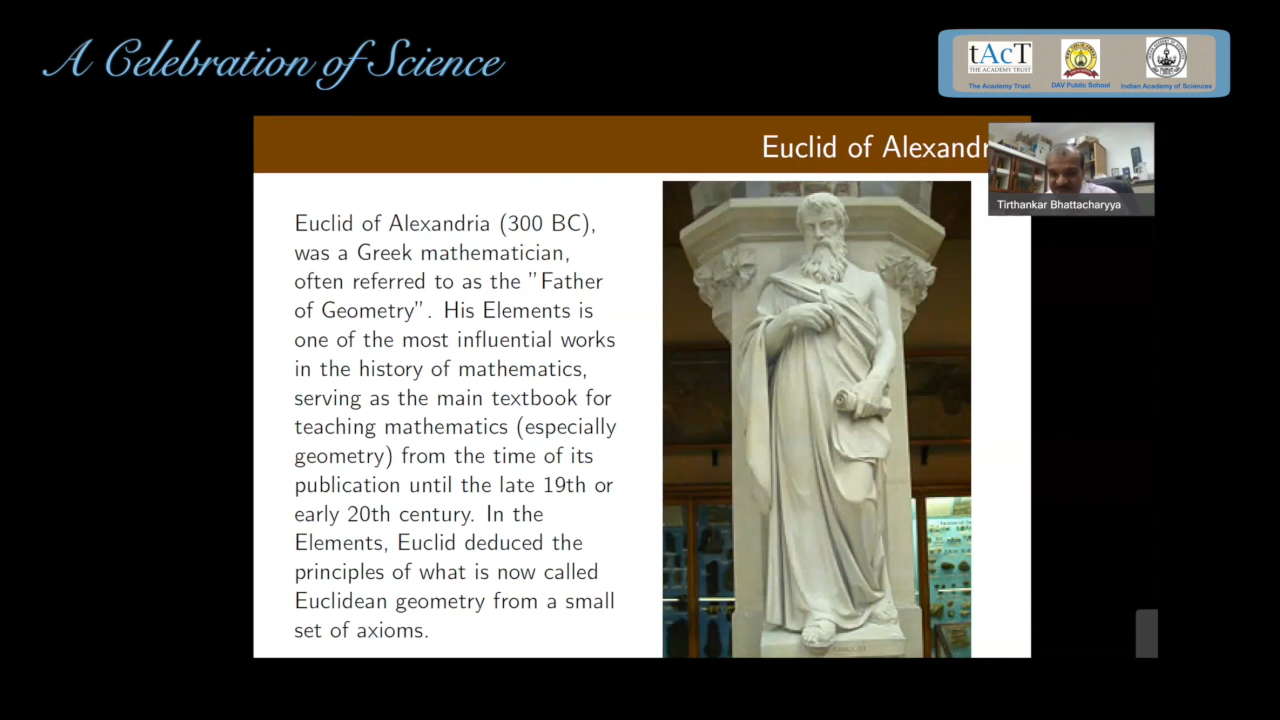 A Celebration of Science
tAcT
THE ACADEMY TRUST
The Academy Trust
DAV Public School
Indian Academy of Sciences
Euclid of Alexandr
Tirthankar Bhattacharyya
Euclid of Alexandria (300 BC),
was a Greek mathematician,
often referred to as the ”Father
of Geometry”. His Elements is
one of the most influential works
in the history of mathematics,
serving as the main textbook for
teaching mathematics (especially
geometry) from the time of its
publication until the late 19th or
early 20th century. In the
Elements, Euclid deduced the
principles of what is now called
Euclidean geometry from a small
set of axioms.